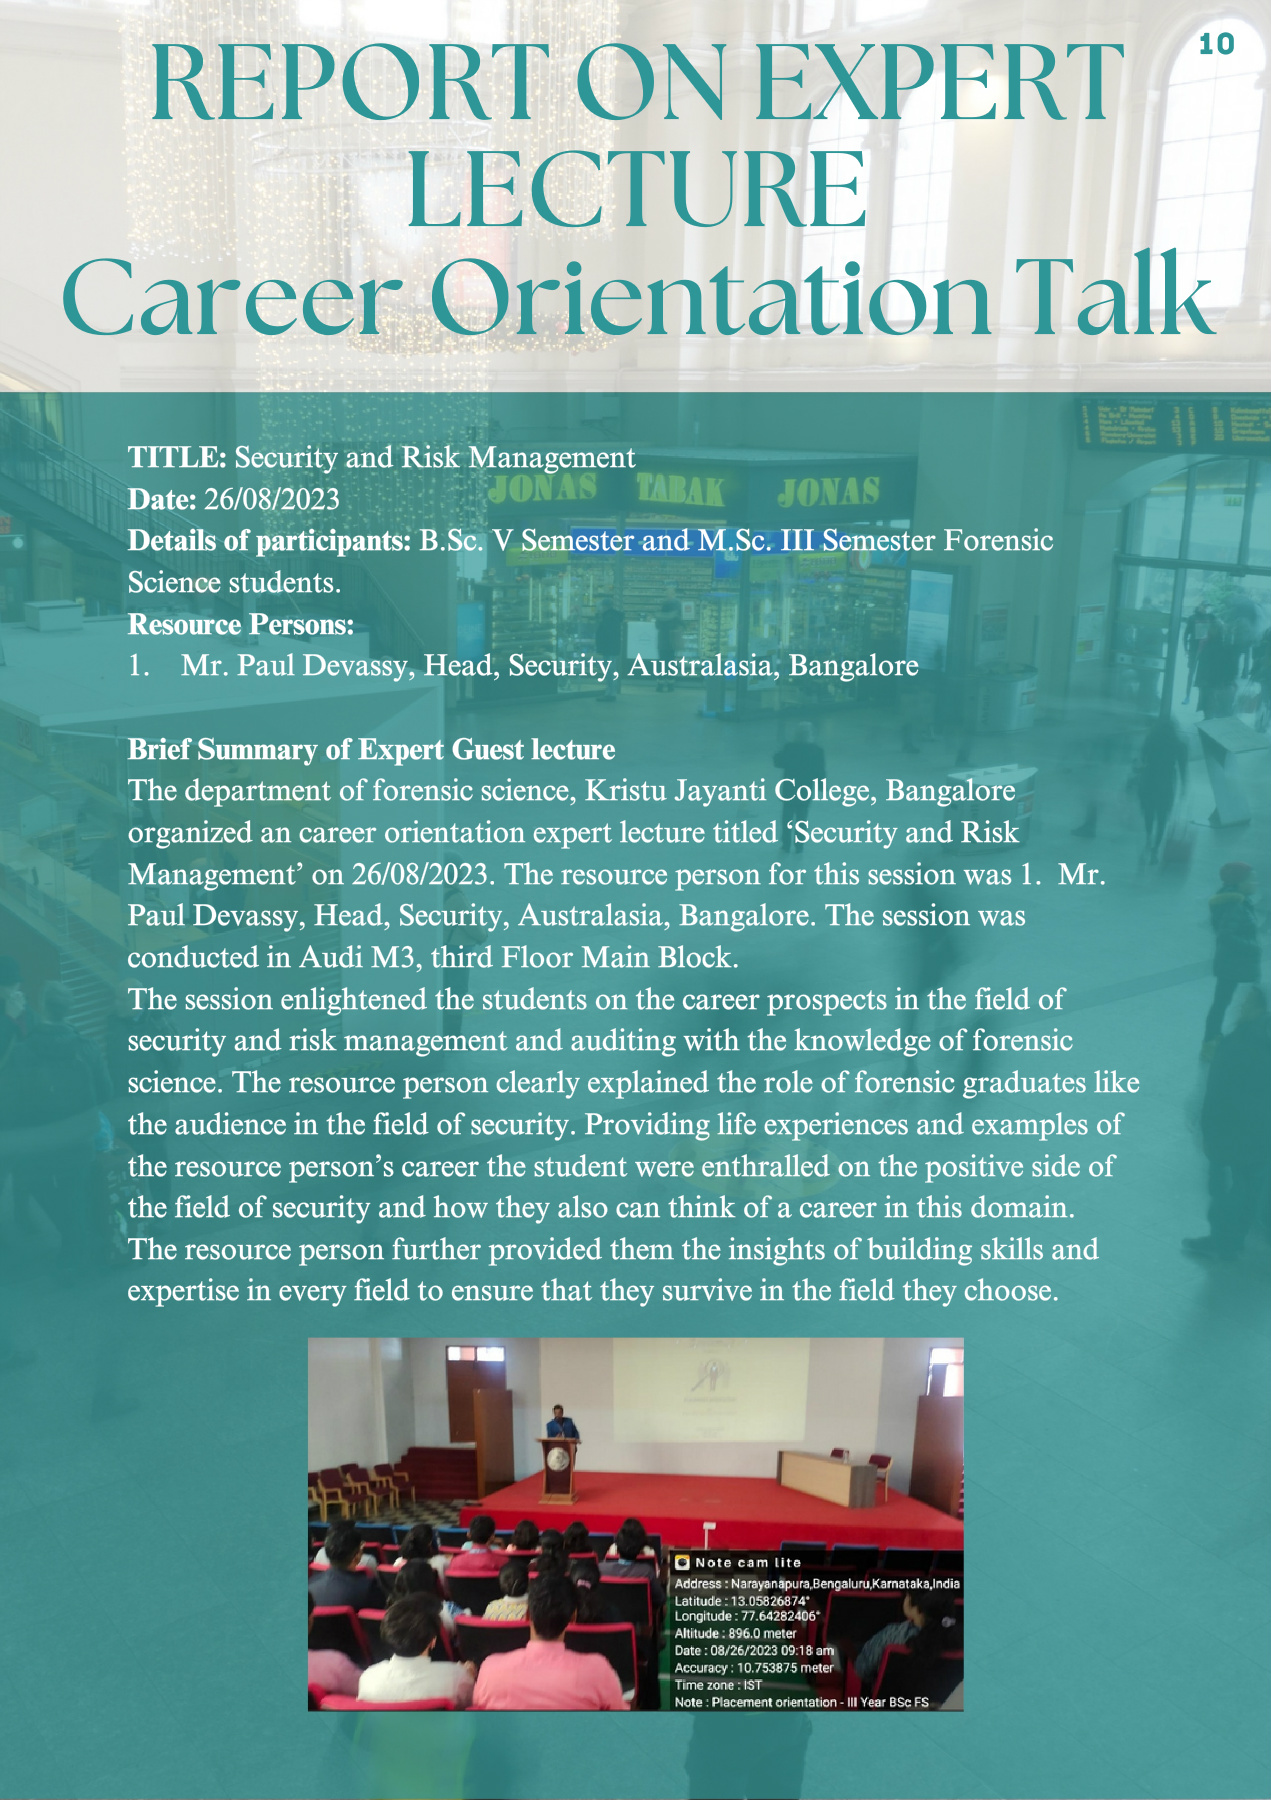 10
REPORT ON EXPERT
LECTURE
Career Orientation Talk
TITLE: Security and Risk Management
JONAS TABAK JONAS
Date: 26/08/2023
Details of participants: B.Sc. V Semester and M.Sc. III Semester Forensic
Science students.
Resource Persons:
1. Mr. Paul Devassy, Head, Security, Australasia, Bangalore
Brief Summary of Expert Guest lecture
The department of forensic science, Kristu Jayanti College, Bangalore
organized an career orientation expert lecture titled ‘Security and Risk
Management’ on 26/08/2023. The resource person for this session was 1. Mr.
Paul Devassy, Head, Security, Australasia, Bangalore. The session was
conducted in Audi M3, third Floor Main Block.
The session enlightened the students on the career prospects in the field of
security and risk management and auditing with the knowledge of forensic
science. The resource person clearly explained the role of forensic graduates like
the audience in the field of security. Providing life experiences and examples of
the resource person’s career the student were enthralled on the positive side of
the field of security and how they also can think of a career in this domain.
The resource person further provided them the insights of building skills and
expertise in every field to ensure that they survive in the field they choose.
Note cam lite
Address : Narayanapura,Bengaluru,Karnataka,India
Latitude : 13.05826874°
Longitude : 77.64282406°
Altitude : 896.0 meter
Date : 08/26/2023 09:18 am
Accuracy : 10.753875 meter
Time zone : IST
Note : Placement orientation - III Year BSc FS